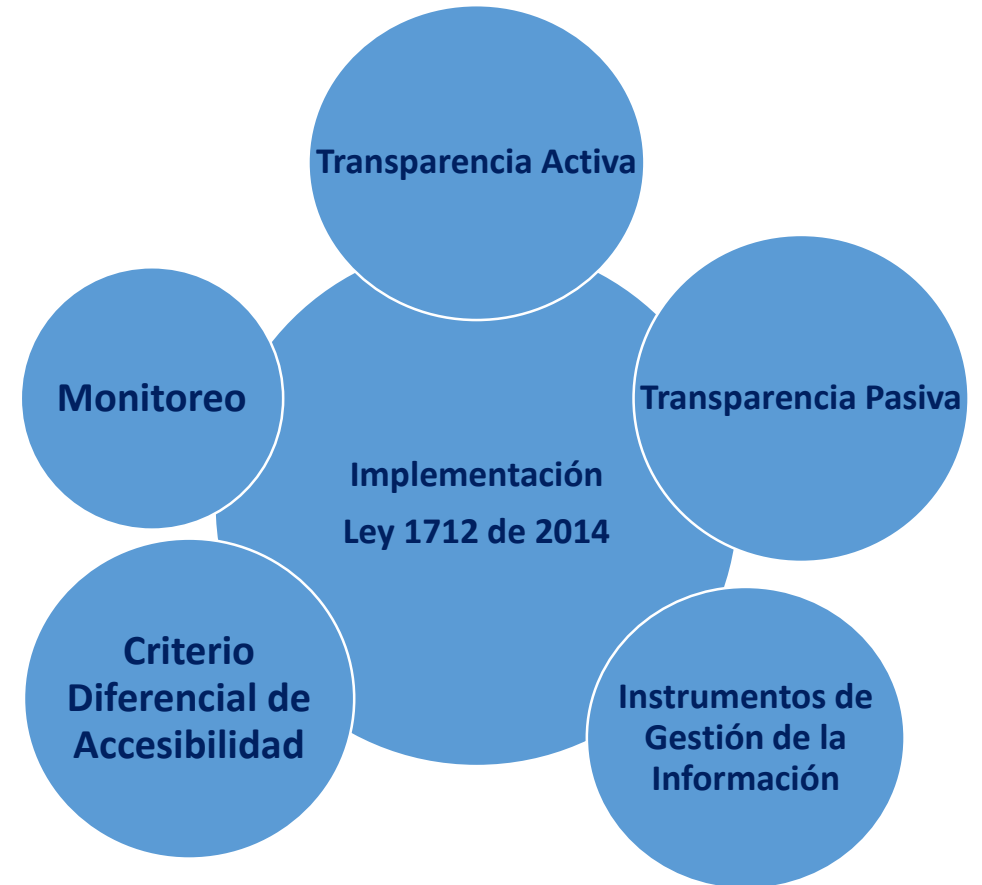 Transparencia Activa
Transparencia Pasiva
Monitoreo
Implementación
Ley 1712 de 2014
Criterio
Diferencial de
Accesibilidad
Instrumentos de
Gestión de la
Información